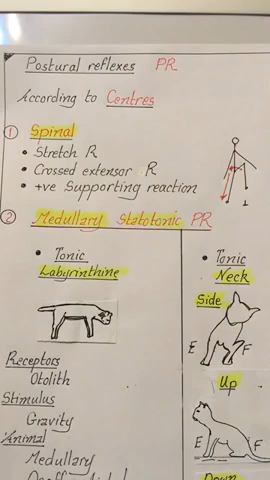 Postural reflexes PR
According to Centres
① Spinal
• Stretch R
• Crossed extensor R
• +ve Supporting reaction
② Medullary Statotonic PR
• Tonic
Labyrinthine
Receptors
Otolith
Stimulus
Gravity
Animal
Medullary
• Tonic
Neck
Side
E F
Up
E F
Down